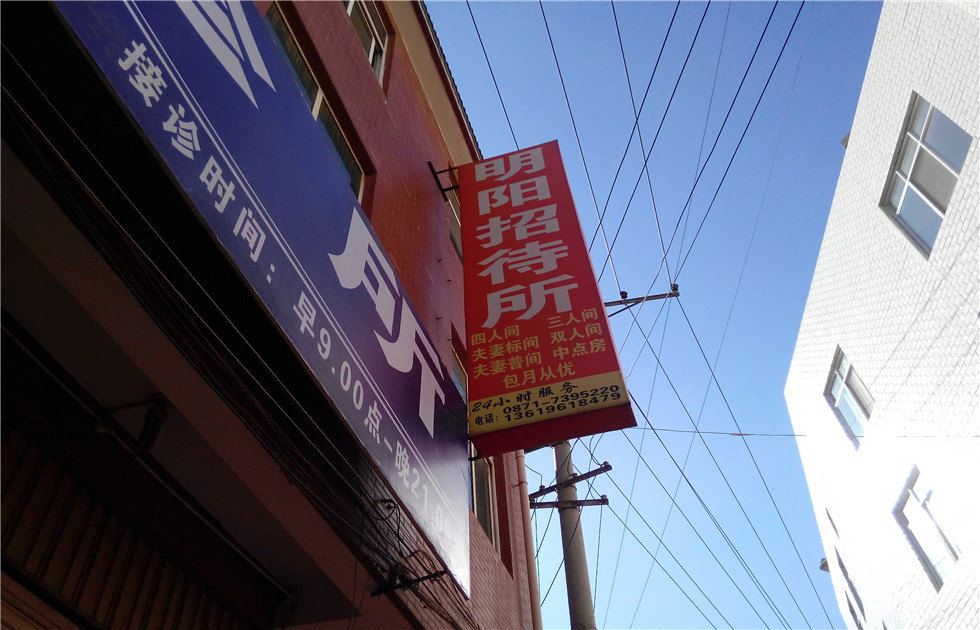 接诊时间：早9.00点-晚21
所
明阳招待所
四人间 三人间
夫妻标间 双人间
夫妻普间 中点房
包月从优
24小时服务
电话：0871-7395220
13619618479